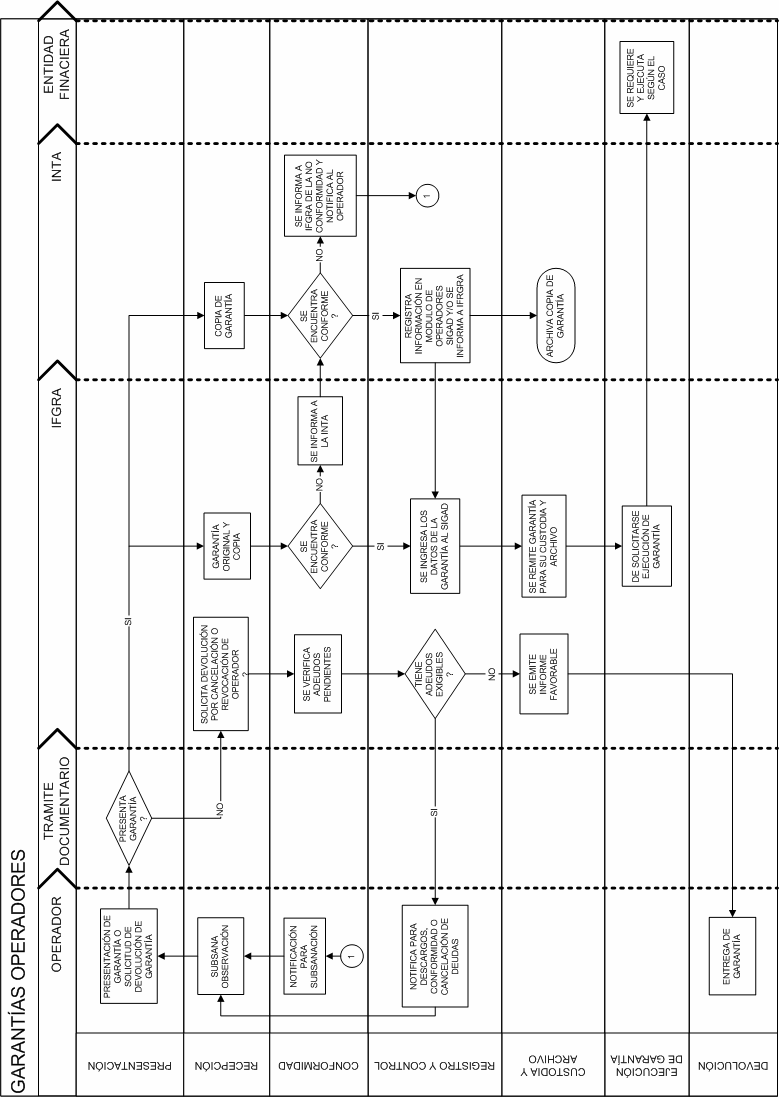 GARANTÍAS OPERADORES
OPERADOR
TRAMITE
DOCUMENTARIO
IFGRA
INTA
ENTIDAD
FINACIERA
PRESENTACIÓN
PRESENTACIÓN DE
GARANTÍA O
SOLICITUD DE
DEVOLUCIÓN DE
GARANTÍA
PRESENTA
GARANTÍA
?
SI
NO
RECEPCIÓN
SUBSANA
OBSERVACIÓN
SOLICITA DEVOLUCIÓN
POR CANCELACIÓN O
REVOCACIÓN DE
OPERADOR
?
GARANTÍA
ORIGINAL Y
COPIA
COPIA DE
GARANTÍA
CONFORMIDAD
NOTIFICACIÓN
PARA
SUBSANACIÓN
1
SE VERIFICA
ADEUDOS
PENDIENTES
SE
ENCUENTRA
CONFORME
?
NO
SI
SE INFORMA A
LA INTA
SE
ENCUENTRA
CONFORME
?
NO
SI
SE INFORMA A
IFGRA DE LA NO
CONFORMIDAD Y
NOTIFICA AL
OPERADOR
REGISTRO Y CONTROL
NOTIFICA PARA
DESCARGOS,
CONFORMIDAD O
CANCELACIÓN DE
DEUDAS
SI
TIENE
ADEUDOS
EXIGIBLES
?
NO
SE INGRESA LOS
DATOS DE LA
GARANTÍA AL SIGAD
REGISTRA
INFORMACIÓN EN
MODULO DE
OPERADORES
SIGAD Y/O SE
INFORMA A IFRGRA
1
CUSTODIA Y
ARCHIVO
SE EMITE
INFORME
FAVORABLE
SE REMITE GARANTÍA
PARA SU CUSTODIA Y
ARCHIVO
ARCHIVA COPIA DE
GARANTÍA
EJECUCIÓN
DE GARANTÍA
DE SOLICITARSE
EJECUCIÓN DE
GARANTÍA
SE REQUIERE
Y EJECUTA
SEGÚN EL
CASO
DEVOLUCIÓN
ENTREGA DE
GARANTÍA